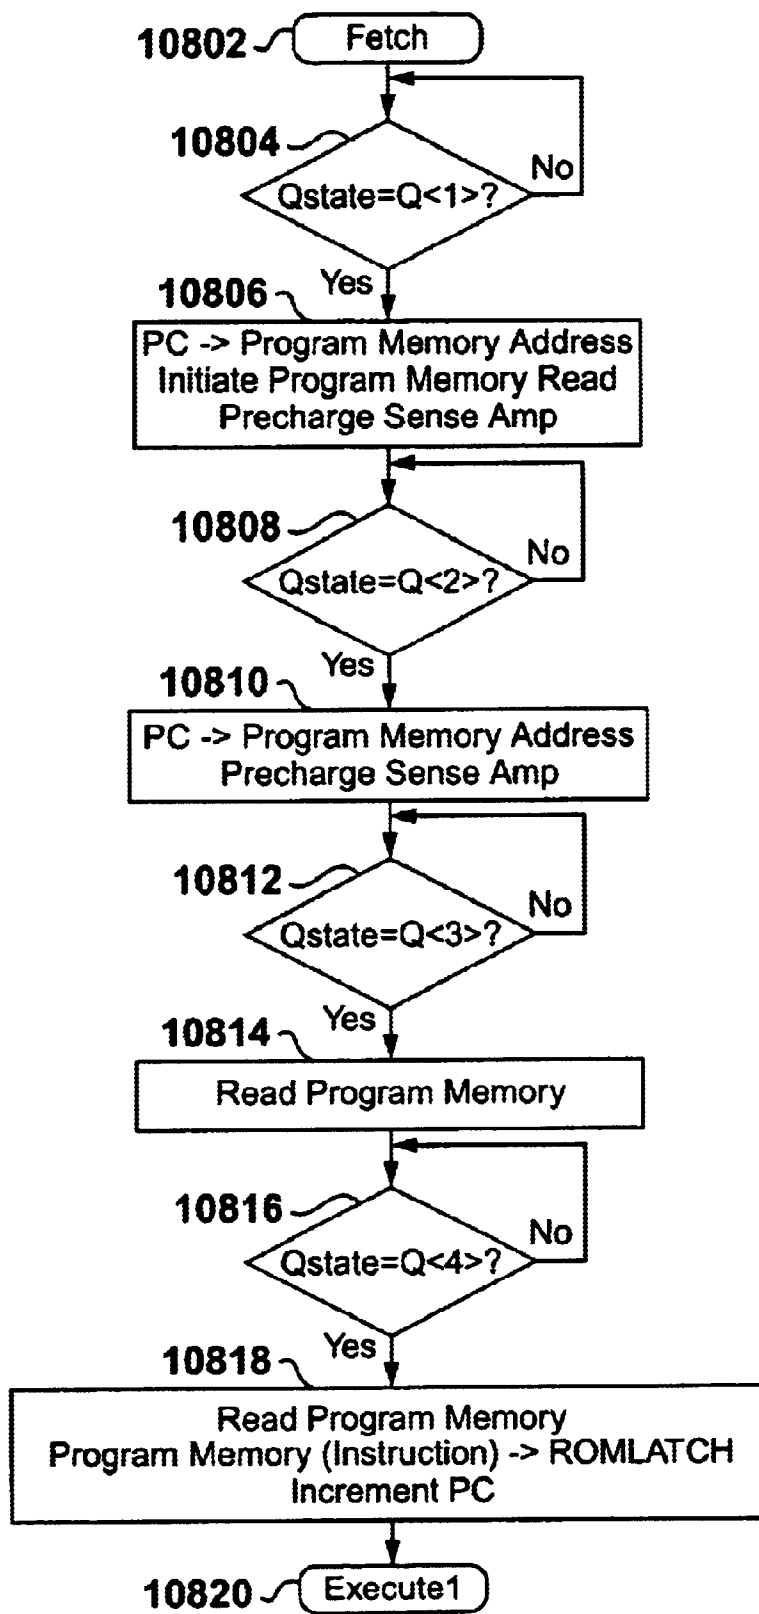 10802 Fetch
10804
Qstate=Q<1>?
No
Yes
10806
PC -> Program Memory Address
Initiate Program Memory Read
Precharge Sense Amp
10808
Qstate=Q<2>?
No
Yes
10810
PC -> Program Memory Address
Precharge Sense Amp
10812
Qstate=Q<3>?
No
Yes
10814
Read Program Memory
10816
Qstate=Q<4>?
No
Yes
10818
Read Program Memory
Program Memory (Instruction) -> ROMLATCH
Increment PC
10820 Execute1